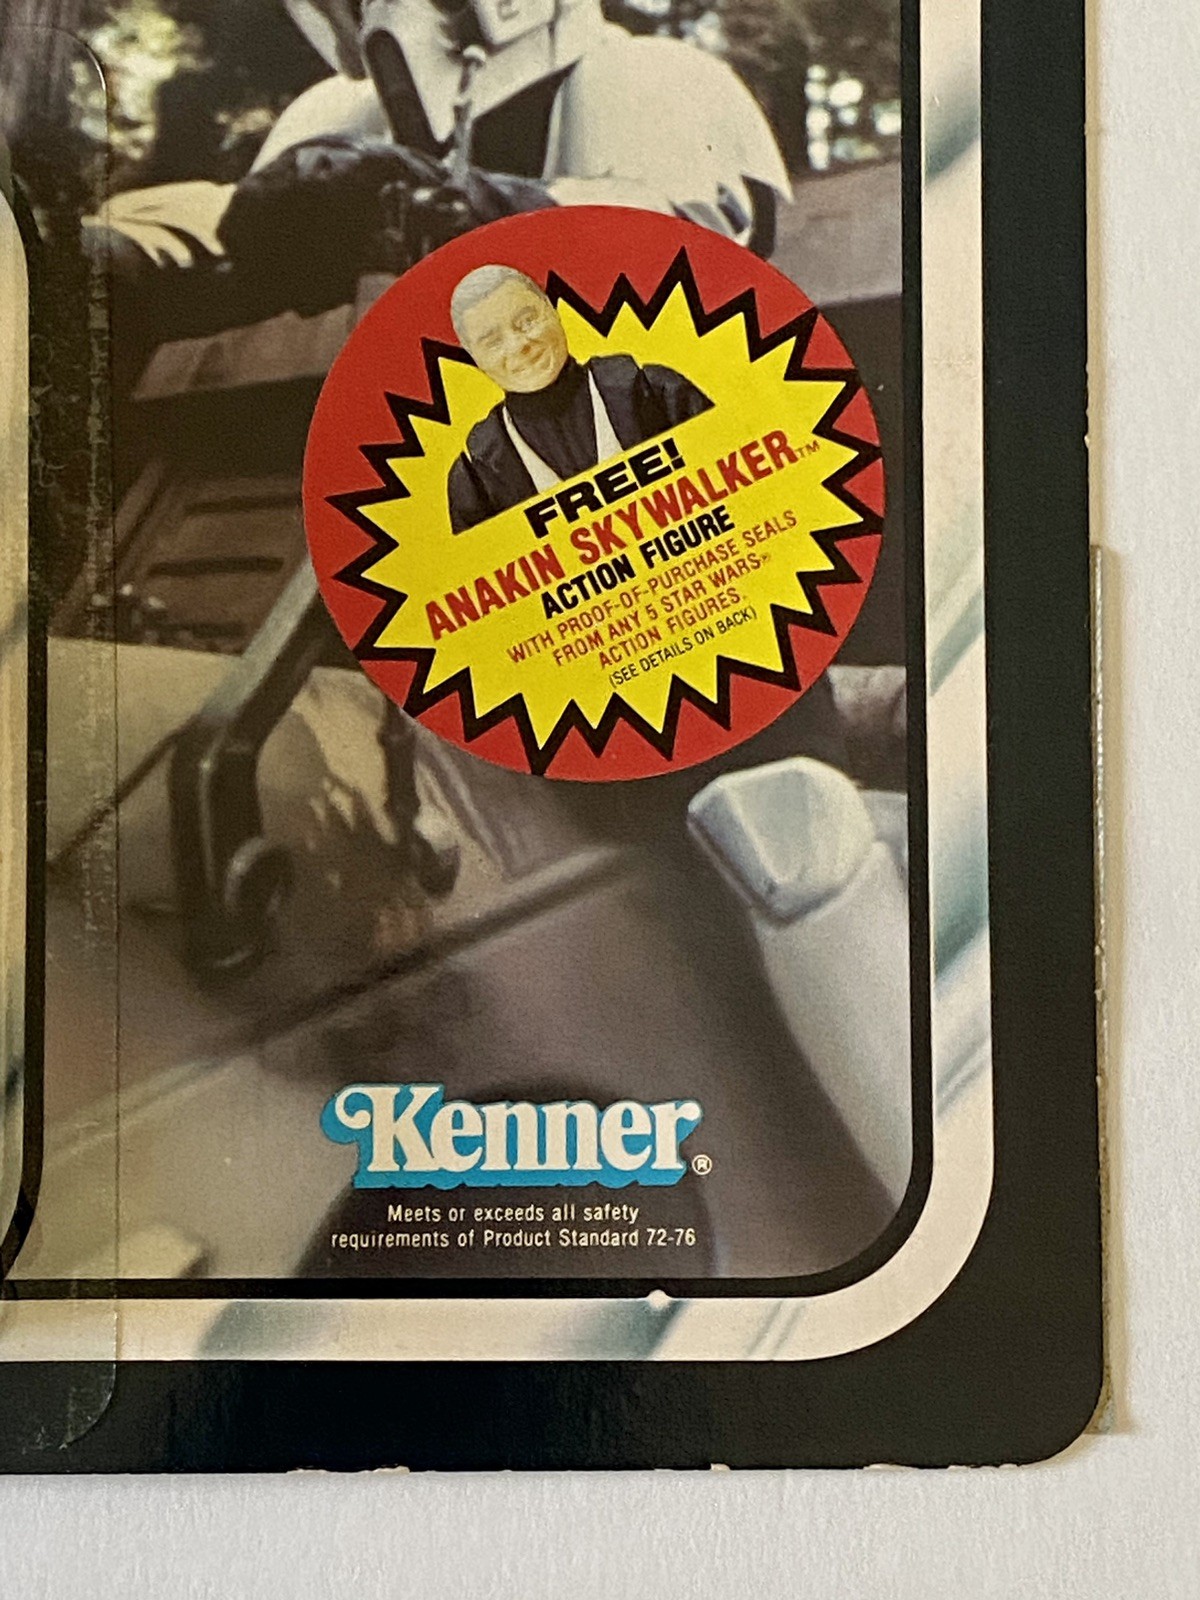 FREE!
ANAKIN SKYWALKER™
ACTION FIGURE
WITH PROOF-OF-PURCHASE SEALS
FROM ANY 5 STAR WARS™
ACTION FIGURES.
(SEE DETAILS ON BACK)
Kenner®
Meets or exceeds all safety
requirements of Product Standard 72-76